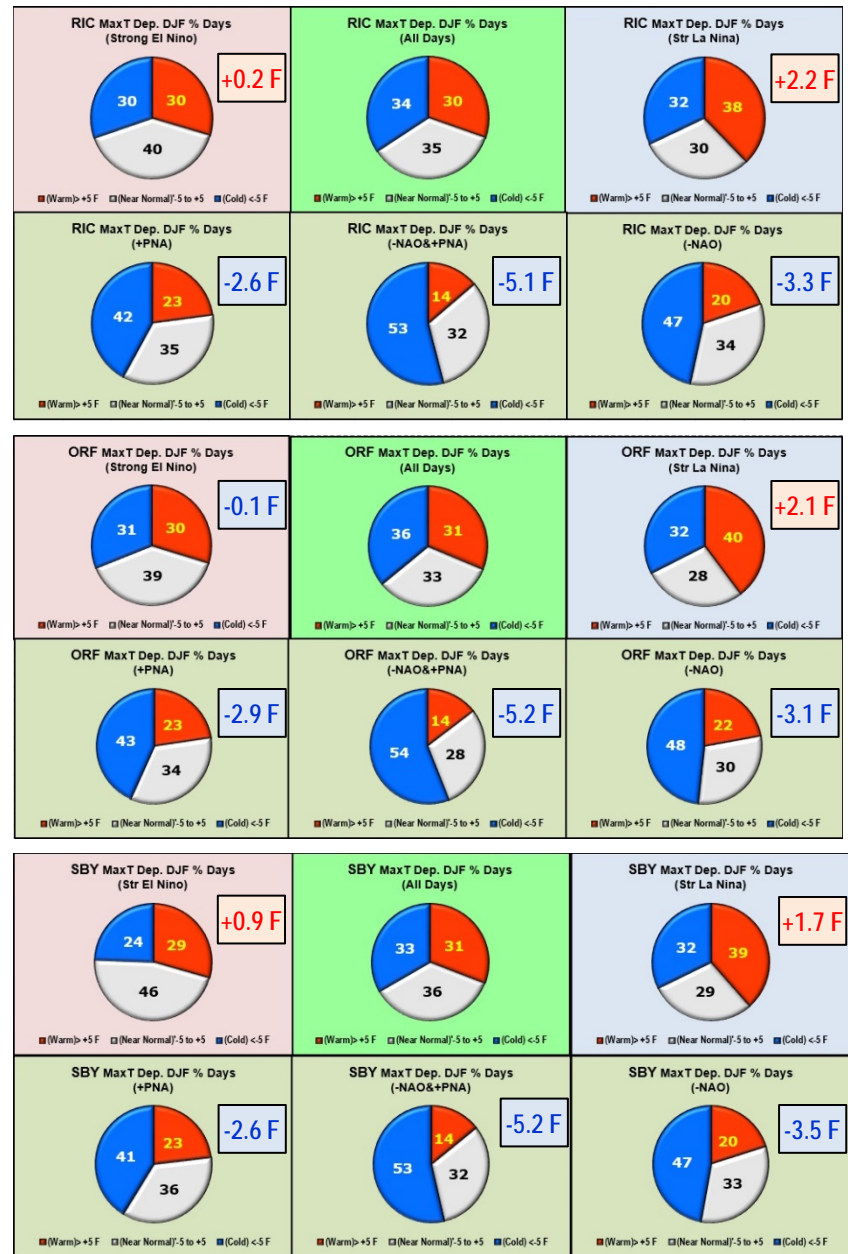 RIC MaxT Dep. DJF % Days
(Strong El Nino)
+0.2 F
30
30
40
(Warm)> +5 F (Near Normal)'-5 to +5 (Cold) <-5 F
RIC MaxT Dep. DJF % Days
(All Days)
34
30
35
(Warm)> +5 F (Near Normal)'-5 to +5 (Cold) <-5 F
RIC MaxT Dep. DJF % Days
(Str La Nina)
+2.2 F
32
38
30
(Warm)> +5 F (Near Normal)'-5 to +5 (Cold) <-5 F
RIC MaxT Dep. DJF % Days
(+PNA)
-2.6 F
42
23
35
(Warm)> +5 F (Near Normal)'-5 to +5 (Cold) <-5 F
RIC MaxT Dep. DJF % Days
(-NAO&+PNA)
-5.1 F
14
53
32
(Warm)> +5 F (Near Normal)'-5 to +5 (Cold) <-5 F
RIC MaxT Dep. DJF % Days
(-NAO)
-3.3 F
20
47
34
(Warm)> +5 F (Near Normal)'-5 to +5 (Cold) <-5 F
ORF MaxT Dep. DJF % Days
(Strong El Nino)
-0.1 F
31
30
39
(Warm)> +5 F (Near Normal)'-5 to +5 (Cold) <-5 F
ORF MaxT Dep. DJF % Days
(All Days)
36
31
33
(Warm)> +5 F (Near Normal)'-5 to +5 (Cold) <-5 F
ORF MaxT Dep. DJF % Days
(Str La Nina)
+2.1 F
32
40
28
(Warm)> +5 F (Near Normal)'-5 to +5 (Cold) <-5 F
ORF MaxT Dep. DJF % Days
(+PNA)
-2.9 F
43
23
34
(Warm)> +5 F (Near Normal)'-5 to +5 (Cold) <-5 F
ORF MaxT Dep. DJF % Days
(-NAO&+PNA)
-5.2 F
14
54
28
(Warm)> +5 F (Near Normal)'-5 to +5 (Cold) <-5 F
ORF MaxT Dep. DJF % Days
(-NAO)
-3.1 F
22
48
30
(Warm)> +5 F (Near Normal)'-5 to +5 (Cold) <-5 F
SBY MaxT Dep. DJF % Days
(Str El Nino)
+0.9 F
24
29
46
(Warm)> +5 F (Near Normal)'-5 to +5 (Cold) <-5 F
SBY MaxT Dep. DJF % Days
(All Days)
33
31
36
(Warm)> +5 F (Near Normal)'-5 to +5 (Cold) <-5 F
SBY MaxT Dep. DJF % Days
(Str La Nina)
+1.7 F
32
39
29
(Warm)> +5 F (Near Normal)'-5 to +5 (Cold) <-5 F
SBY MaxT Dep. DJF % Days
(+PNA)
-2.6 F
41
23
36
(Warm)> +5 F (Near Normal)'-5 to +5 (Cold) <-5 F
SBY MaxT Dep. DJF % Days
(-NAO&+PNA)
-5.2 F
14
53
32
(Warm)> +5 F (Near Normal)'-5 to +5 (Cold) <-5 F
SBY MaxT Dep. DJF % Days
(-NAO)
-3.5 F
20
47
33
(Warm)> +5 F (Near Normal)'-5 to +5 (Cold) <-5 F